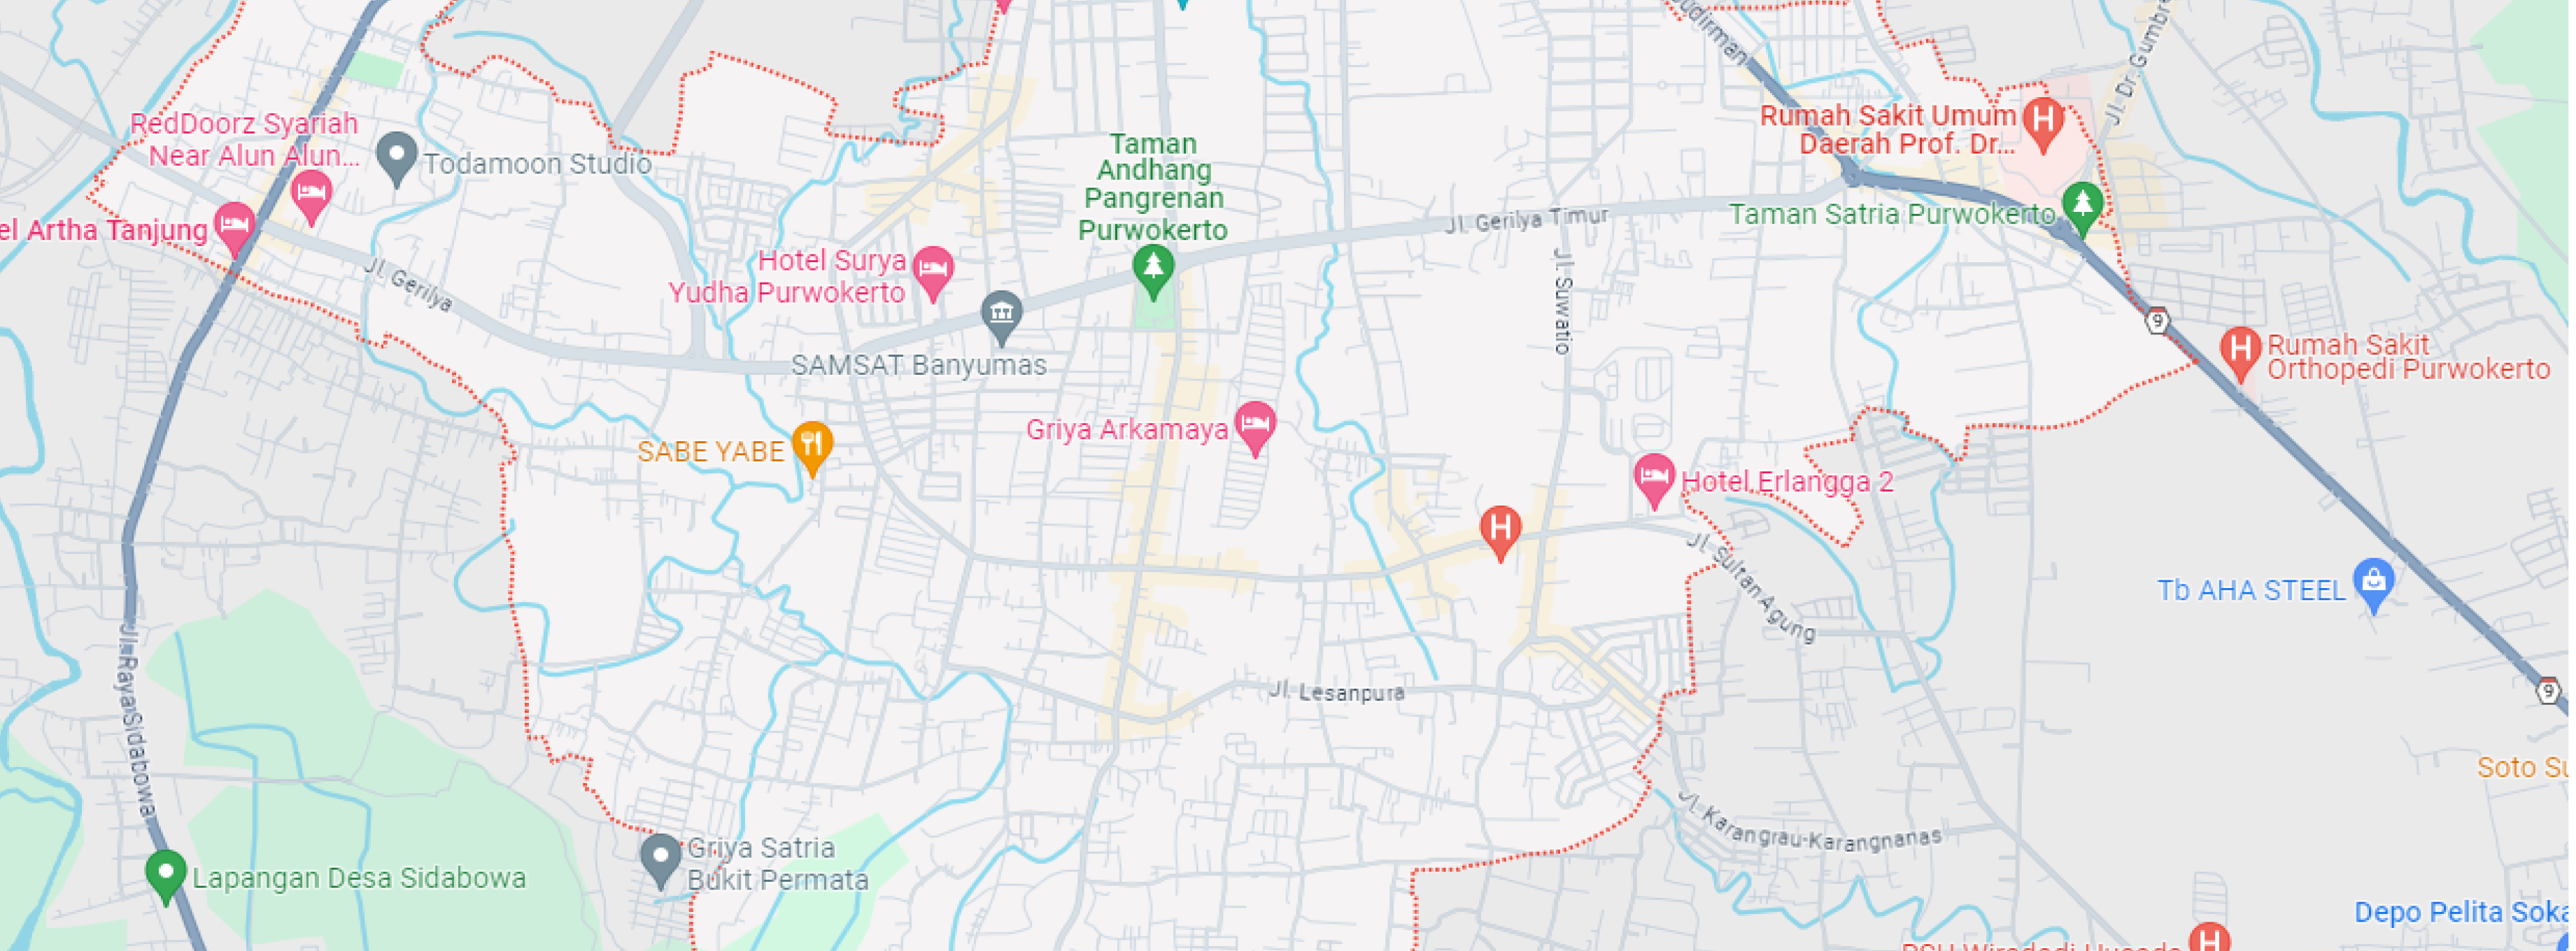 udirman
Jl. Dr. Gumbre
RedDoorz Syariah
Near Alun Alun...
Todamoon Studio
Taman
Andhang
Pangrenan
Purwokerto
Rumah Sakit Umum
Daerah Prof. Dr...
el Artha Tanjung
Jl. Gerilya Timur
Taman Satria Purwokerto
Hotel Surya
Yudha Purwokerto
Jl. Gerilya
Jl. Suwatio
9
SAMSAT Banyumas
Rumah Sakit
Orthopedi Purwokerto
SABE YABE
Griya Arkamaya
Hotel Erlangga 2
H
Jl. Sultan Agung
Tb AHA STEEL
Jl. Raya Sidabowa
Jl. Lesanpura
9
Soto Su
Jl. Karangrau-Karangnanas
Griya Satria
Bukit Permata
Lapangan Desa Sidabowa
Depo Pelita Soka